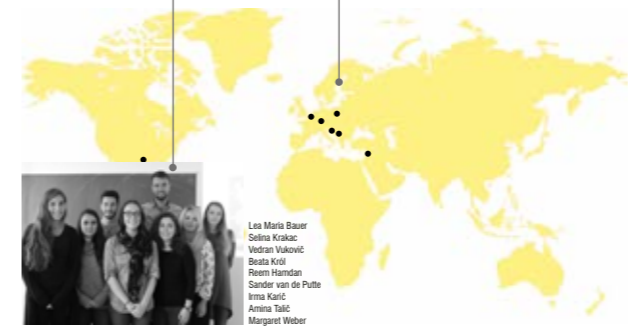 Lea Maria Bauer
Selina Krakac
Vedran Vukovič
Beata Król
Reem Hamdan
Sander van de Putte
Irma Karič
Amina Talič
Margaret Weber